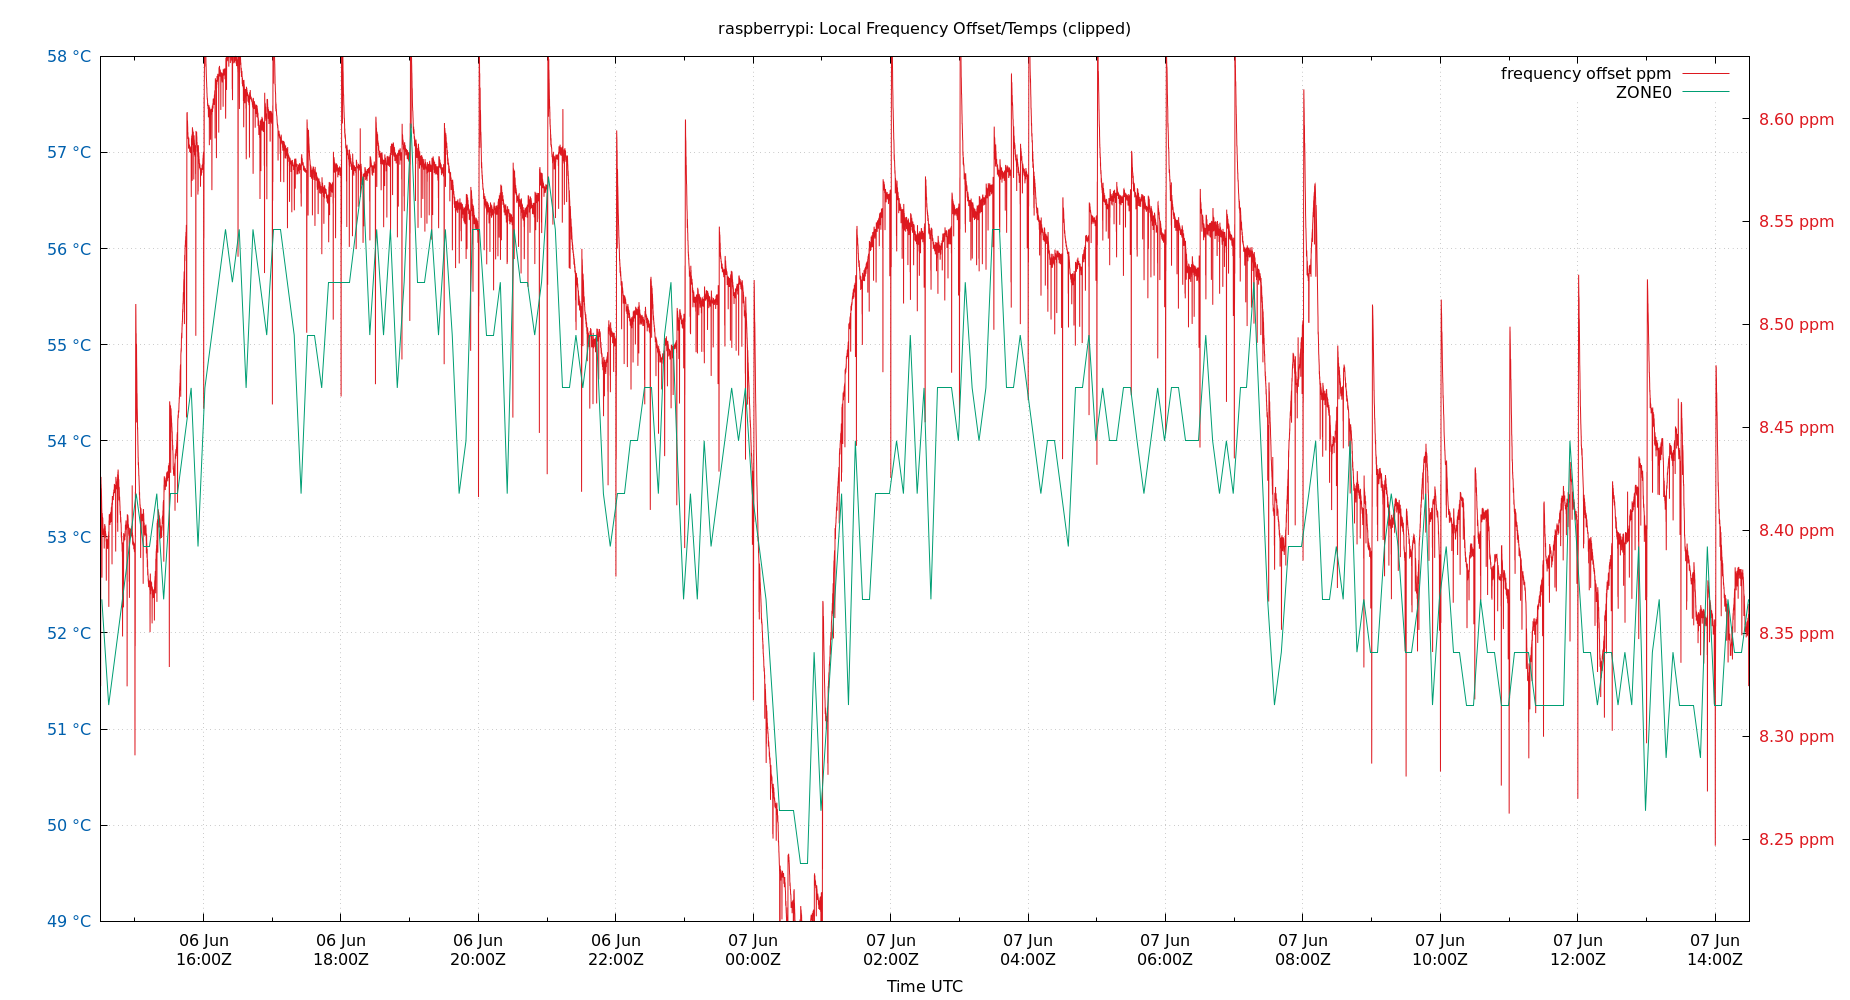 raspberrypi: Local Frequency Offset/Temps (clipped)
frequency offset ppm
ZONE0
58 °C
57 °C
56 °C
55 °C
54 °C
53 °C
52 °C
51 °C
50 °C
49 °C
8.60 ppm
8.55 ppm
8.50 ppm
8.45 ppm
8.40 ppm
8.35 ppm
8.30 ppm
8.25 ppm
06 Jun
16:00Z
06 Jun
18:00Z
06 Jun
20:00Z
06 Jun
22:00Z
07 Jun
00:00Z
07 Jun
02:00Z
07 Jun
04:00Z
07 Jun
06:00Z
07 Jun
08:00Z
07 Jun
10:00Z
07 Jun
12:00Z
07 Jun
14:00Z
Time UTC